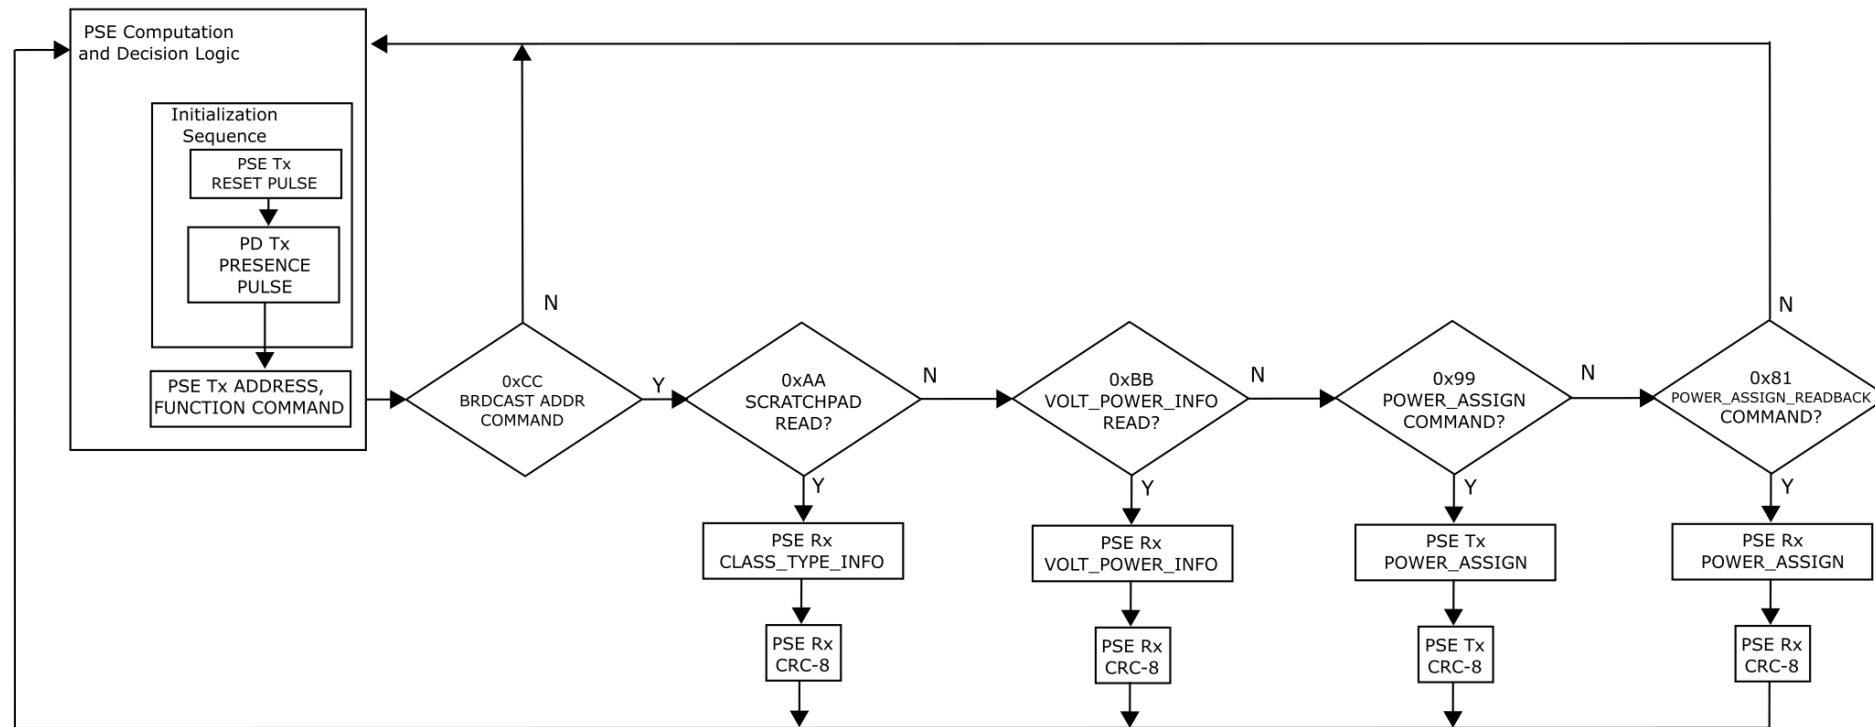 PSE Computation
and Decision Logic
Initialization
Sequence
PSE Tx
RESET PULSE
PD Tx
PRESENCE
PULSE
PSE Tx ADDRESS,
FUNCTION COMMAND
N
0xCC
BRDCAST ADDR
COMMAND
Y
0xAA
SCRATCHPAD
READ?
N
Y
PSE Rx
CLASS_TYPE_INFO
PSE Rx
CRC-8
0xBB
VOLT_POWER_INFO
READ?
N
Y
PSE Rx
VOLT_POWER_INFO
PSE Rx
CRC-8
0x99
POWER_ASSIGN
COMMAND?
N
Y
PSE Tx
POWER_ASSIGN
PSE Tx
CRC-8
N
0x81
POWER_ASSIGN_READBACK
COMMAND?
Y
PSE Rx
POWER_ASSIGN
PSE Rx
CRC-8